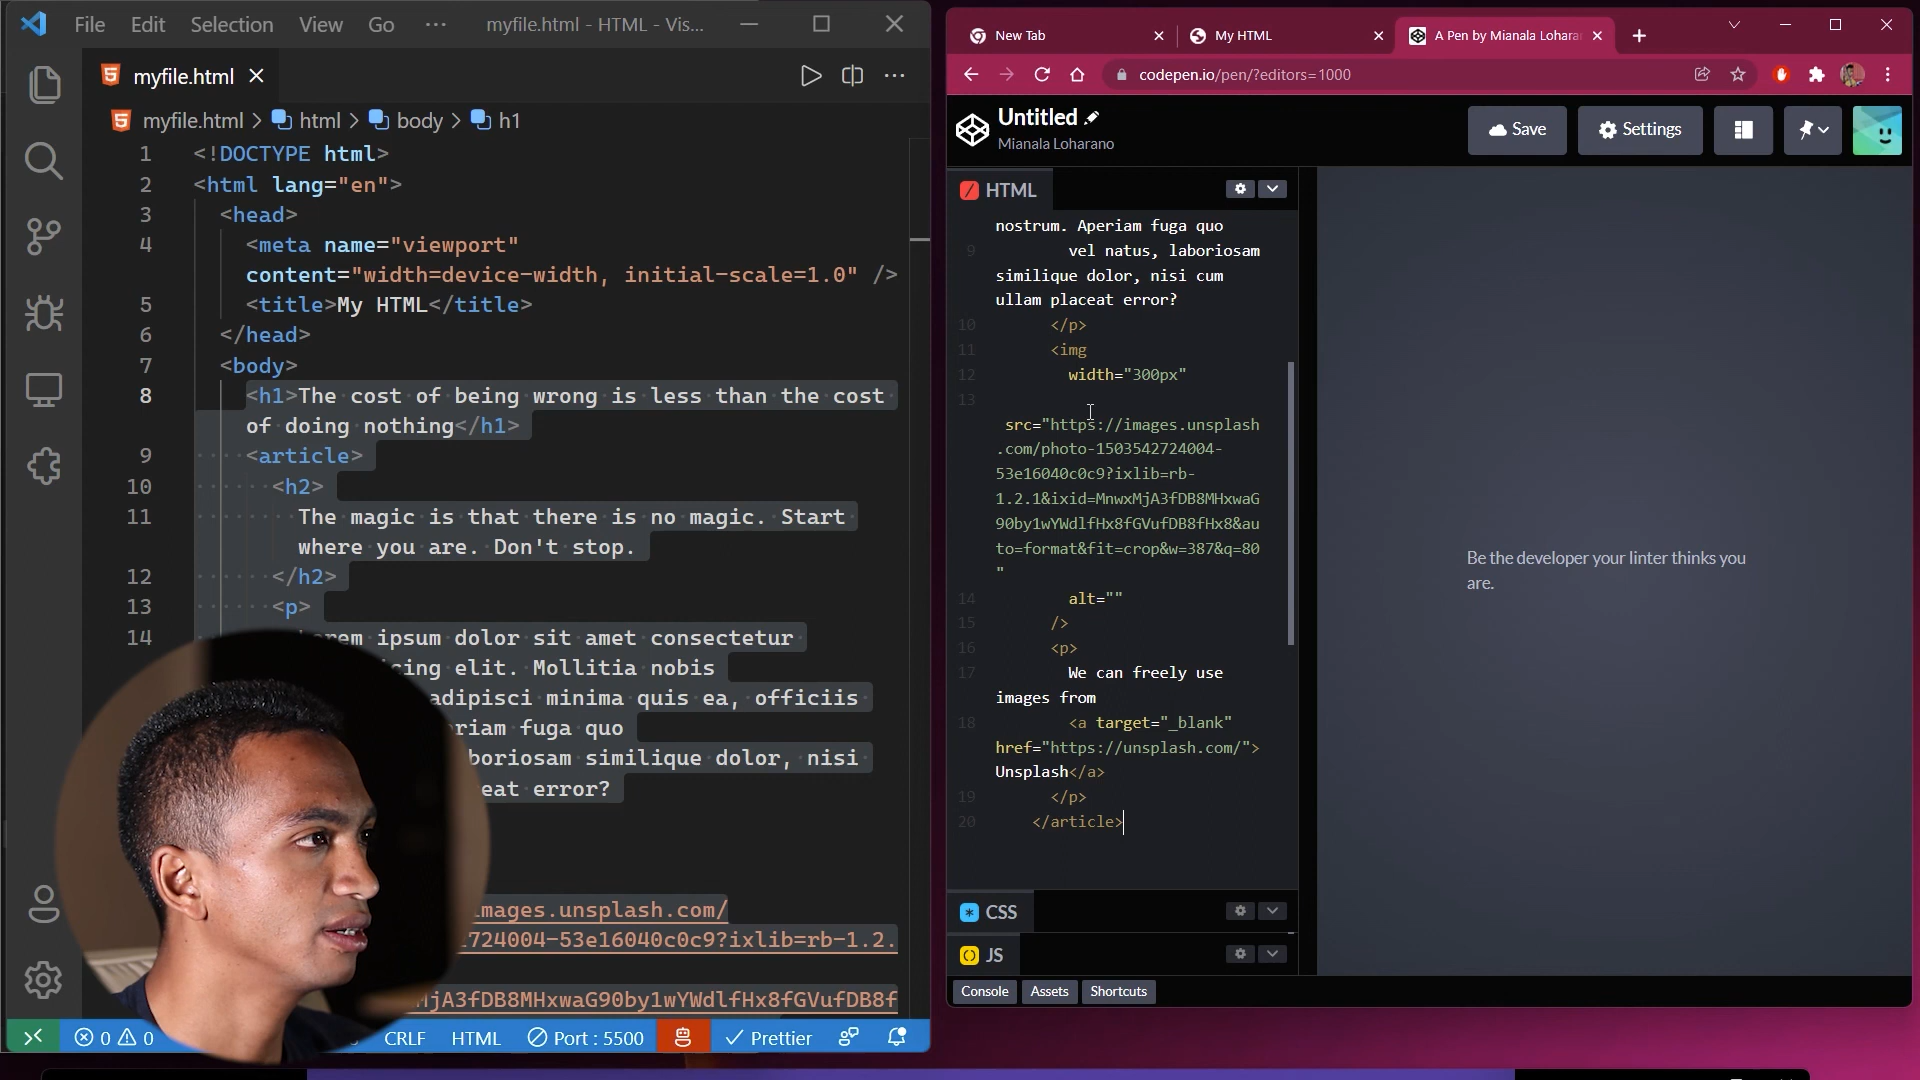 File Edit Selection View Go ··· myfile.html - HTML - Vis...
myfile.html
myfile.html > html > body > h1
1 <!DOCTYPE html>
2 <html lang="en">
3 <head>
4 <meta name="viewport"
content="width=device-width, initial-scale=1.0" />
5 <title>My HTML</title>
6 </head>
7 <body>
8 <h1>The cost of being wrong is less than the cost
of doing nothing</h1>
9 <article>
10 <h2>
11 The magic is that there is no magic. Start
where you are. Don't stop.
12 </h2>
13 <p>
14 Lorem ipsum dolor sit amet consectetur
elit. Mollitia nobis
adipisci minima quis ea, officiis
fuga quo
similique dolor, nisi
error?
images.unsplash.com/
724004-53e16040c0c9?ixlib=rb-1.2.
MjA3fDB8MHxwaG90by1wYWdlfHx8fGVufDB8f
0 0 CRLF HTML Port : 5500 Prettier
New Tab
My HTML
A Pen by Mianala Lohara
codepen.io/pen/?editors=1000
Untitled
Mianala Loharano
Save
Settings
HTML
nostrum. Aperiam fuga quo
9 vel natus, laboriosam
similique dolor, nisi cum
ullam placeat error?
10 </p>
11 <img
12 width="300px"
13
src="https://images.unsplash
.com/photo-1503542724004-
53e16040c0c9?ixlib=rb-
1.2.1&ixid=MnwxMjA3fDB8MHxwaG
90by1wYWdlfHx8fGVufDB8fHx8&au
to=format&fit=crop&w=387&q=80
"
14 alt=""
15 />
16 <p>
17 We can freely use
images from
18 <a target="_blank"
href="https://unsplash.com/">
Unsplash</a>
19 </p>
20 </article>
CSS
JS
Console Assets Shortcuts
Be the developer your linter thinks you
are.